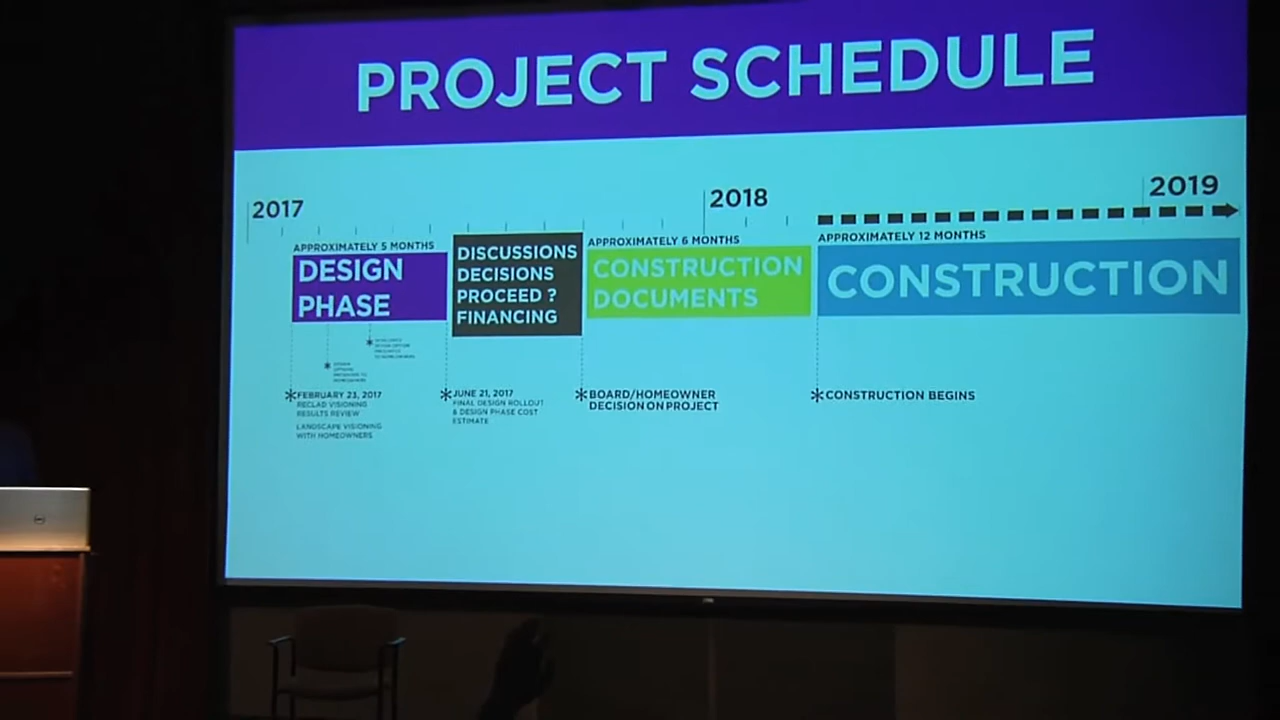 PROJECT SCHEDULE
2017
2018
2019
APPROXIMATELY 5 MONTHS
DESIGN
PHASE
DISCUSSIONS
DECISIONS
PROCEED ?
FINANCING
APPROXIMATELY 6 MONTHS
CONSTRUCTION
DOCUMENTS
APPROXIMATELY 12 MONTHS
CONSTRUCTION
*FEBRUARY 23, 2017
RECLAD VISIONING
RESULTS REVIEW
LANDSCAPE VISIONING
WITH HOMEOWNERS
*JUNE 21, 2017
FINAL DESIGN ROLLOUT
& DESIGN PHASE COST
ESTIMATE
*BOARD/HOMEOWNER
DECISION ON PROJECT
*CONSTRUCTION BEGINS